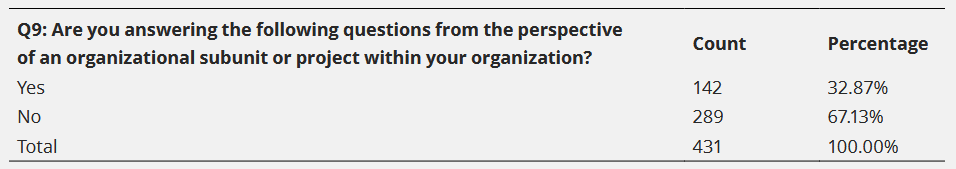 Q9: Are you answering the following questions from the perspective
of an organizational subunit or project within your organization? Count Percentage
Yes 142 32.87%
No 289 67.13%
Total 431 100.00%